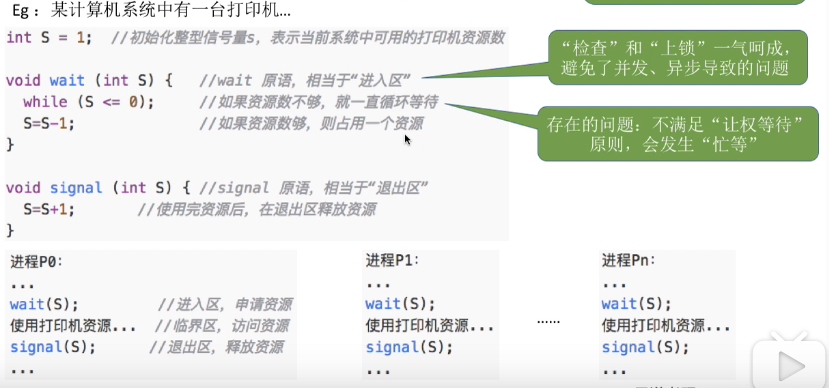 Eg：某计算机系统中有一台打印机...
int S = 1;  //初始化整型信号量s，表示当前系统中可用的打印机资源数
void wait (int S) {   //wait 原语，相当于“进入区”
while (S <= 0);     //如果资源数不够，就一直循环等待
S=S-1;              //如果资源数够，则占用一个资源
}
void signal (int S) { //signal 原语，相当于“退出区”
S=S+1;       //使用完资源后，在退出区释放资源
}
“检查”和“上锁”一气呵成，
避免了并发、异步导致的问题
存在的问题：不满足“让权等待”
原则，会发生“忙等”
进程P0：
...
wait(S);          //进入区，申请资源
使用打印机资源...  //临界区，访问资源
signal(S);        //退出区，释放资源
...
进程P1：
...
wait(S);
使用打印机资源...
signal(S);
...
……
进程Pn：
...
wait(S);
使用打印机资源...
signal(S);
...